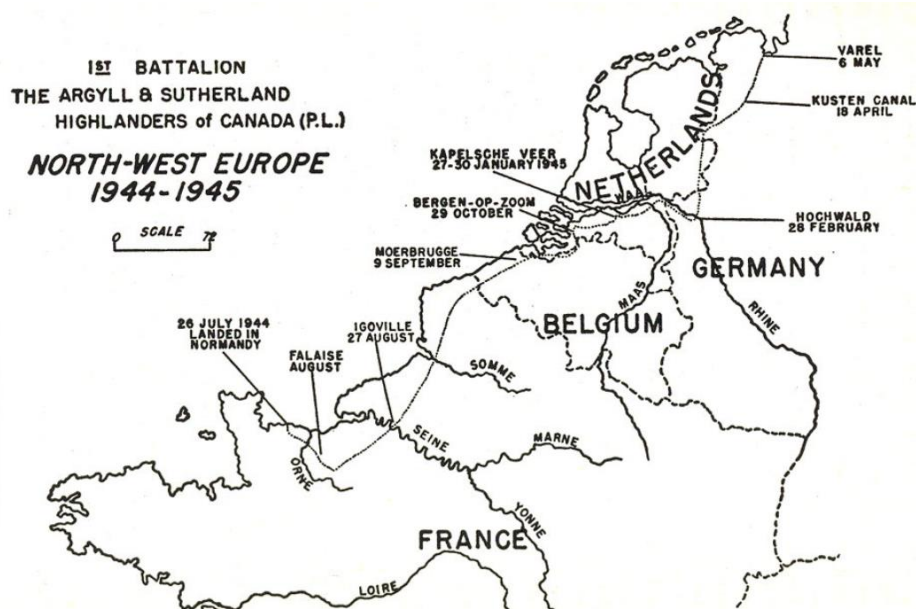 1ST BATTALION
THE ARGYLL & SUTHERLAND
HIGHLANDERS of CANADA (P.L.)
NORTH-WEST EUROPE
1944-1945
0 SCALE 72
VAREL
6 MAY
KUSTEN CANAL
18 APRIL
KAPELSCHE VEER
27-30 JANUARY 1945
NETHERLANDS
WAAL
BERGEN-OP-ZOOM
29 OCTOBER
HOCHWALD
28 FEBRUARY
MOERBRUGGE
9 SEPTEMBER
GERMANY
MAAS
RHINE
BELGIUM
26 JULY 1944
LANDED IN
NORMANDY
IGOVILLE
27 AUGUST
FALAISE
AUGUST
SOMME
SEINE
MARNE
ORNE
YONNE
FRANCE
LOIRE